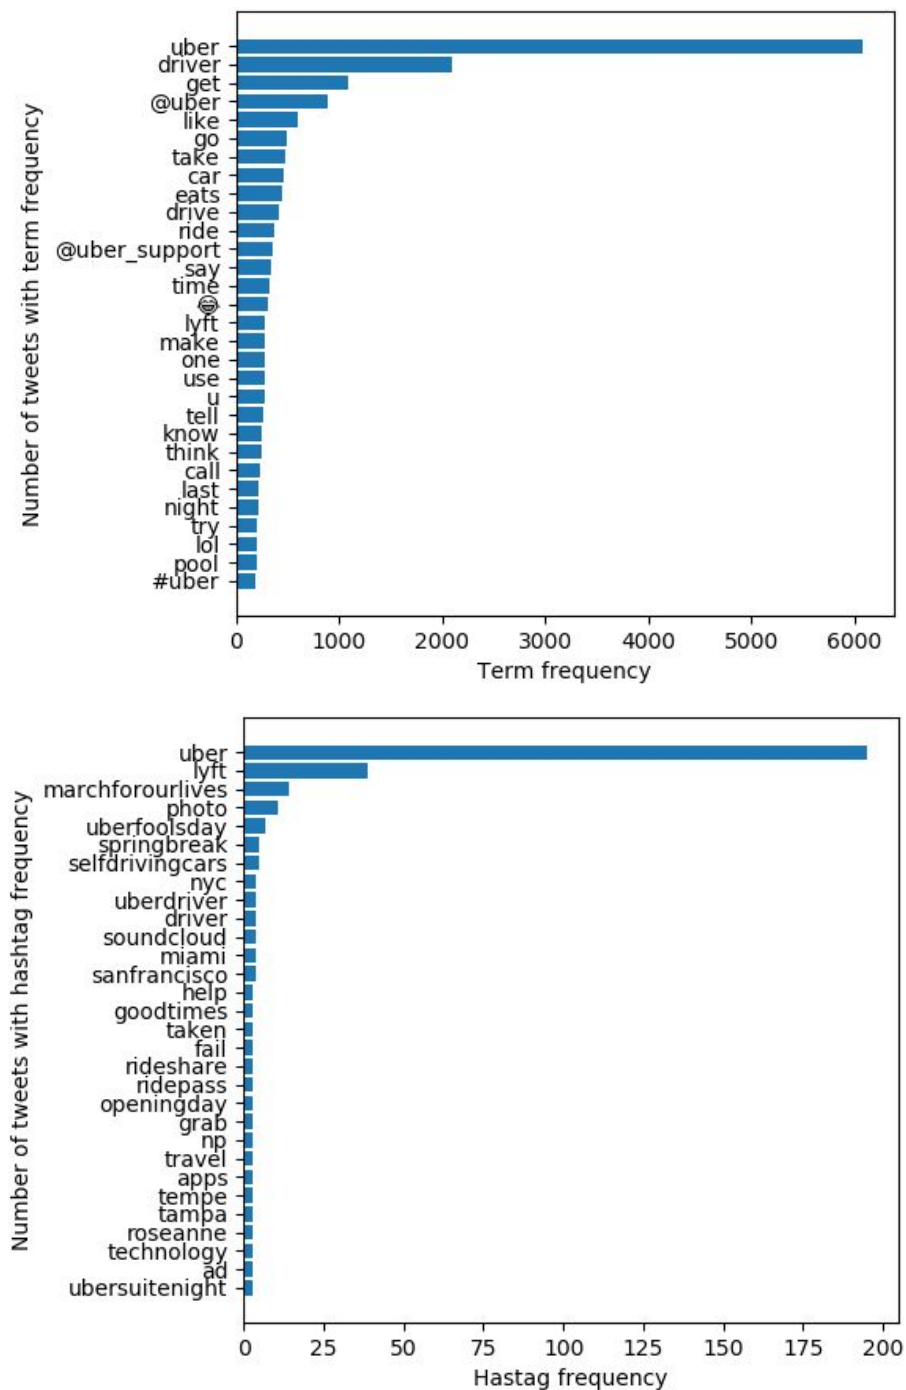 Number of tweets with term frequency
uber
driver
get
@uber
like
go
take
car
eats
drive
ride
@uber_support
say
time
😂
lyft
make
one
use
u
tell
know
think
call
last
night
try
lol
pool
#uber
0 1000 2000 3000 4000 5000 6000
Term frequency
Number of tweets with hashtag frequency
uber
lyft
marchforourlives
photo
uberfoolsday
springbreak
selfdrivingcars
nyc
uberdriver
driver
soundcloud
miami
sanfrancisco
help
goodtimes
taken
fail
rideshare
ridepass
openingday
grab
np
travel
apps
tempe
tampa
roseanne
technology
ad
ubersuitenight
0 25 50 75 100 125 150 175 200
Hastag frequency